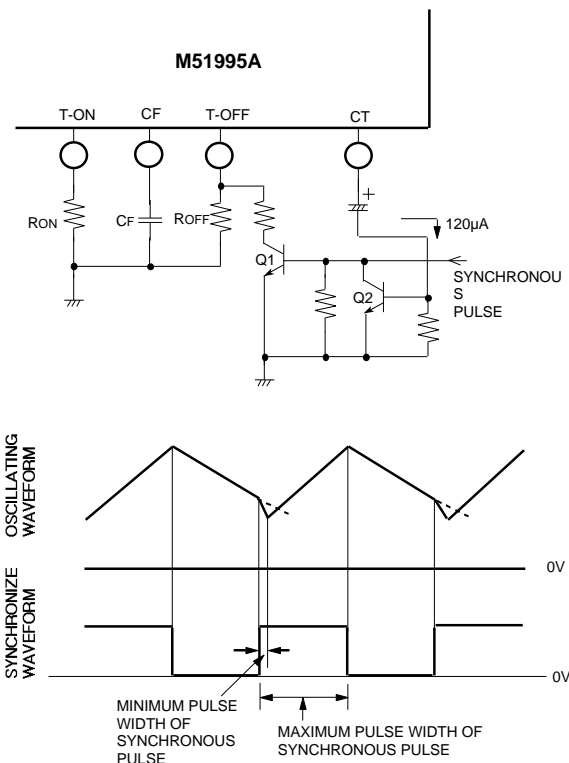 M51995A
T-ON
CF
T-OFF
CT
RON
CF
ROFF
+
120µA
Q1
Q2
SYNCHRONOU
S
PULSE
OSCILLATING
WAVEFORM
0V
SYNCHRONIZE
WAVEFORM
0V
MINIMUM PULSE
WIDTH OF
SYNCHRONOUS
PULSE
MAXIMUM PULSE WIDTH OF
SYNCHRONOUS PULSE